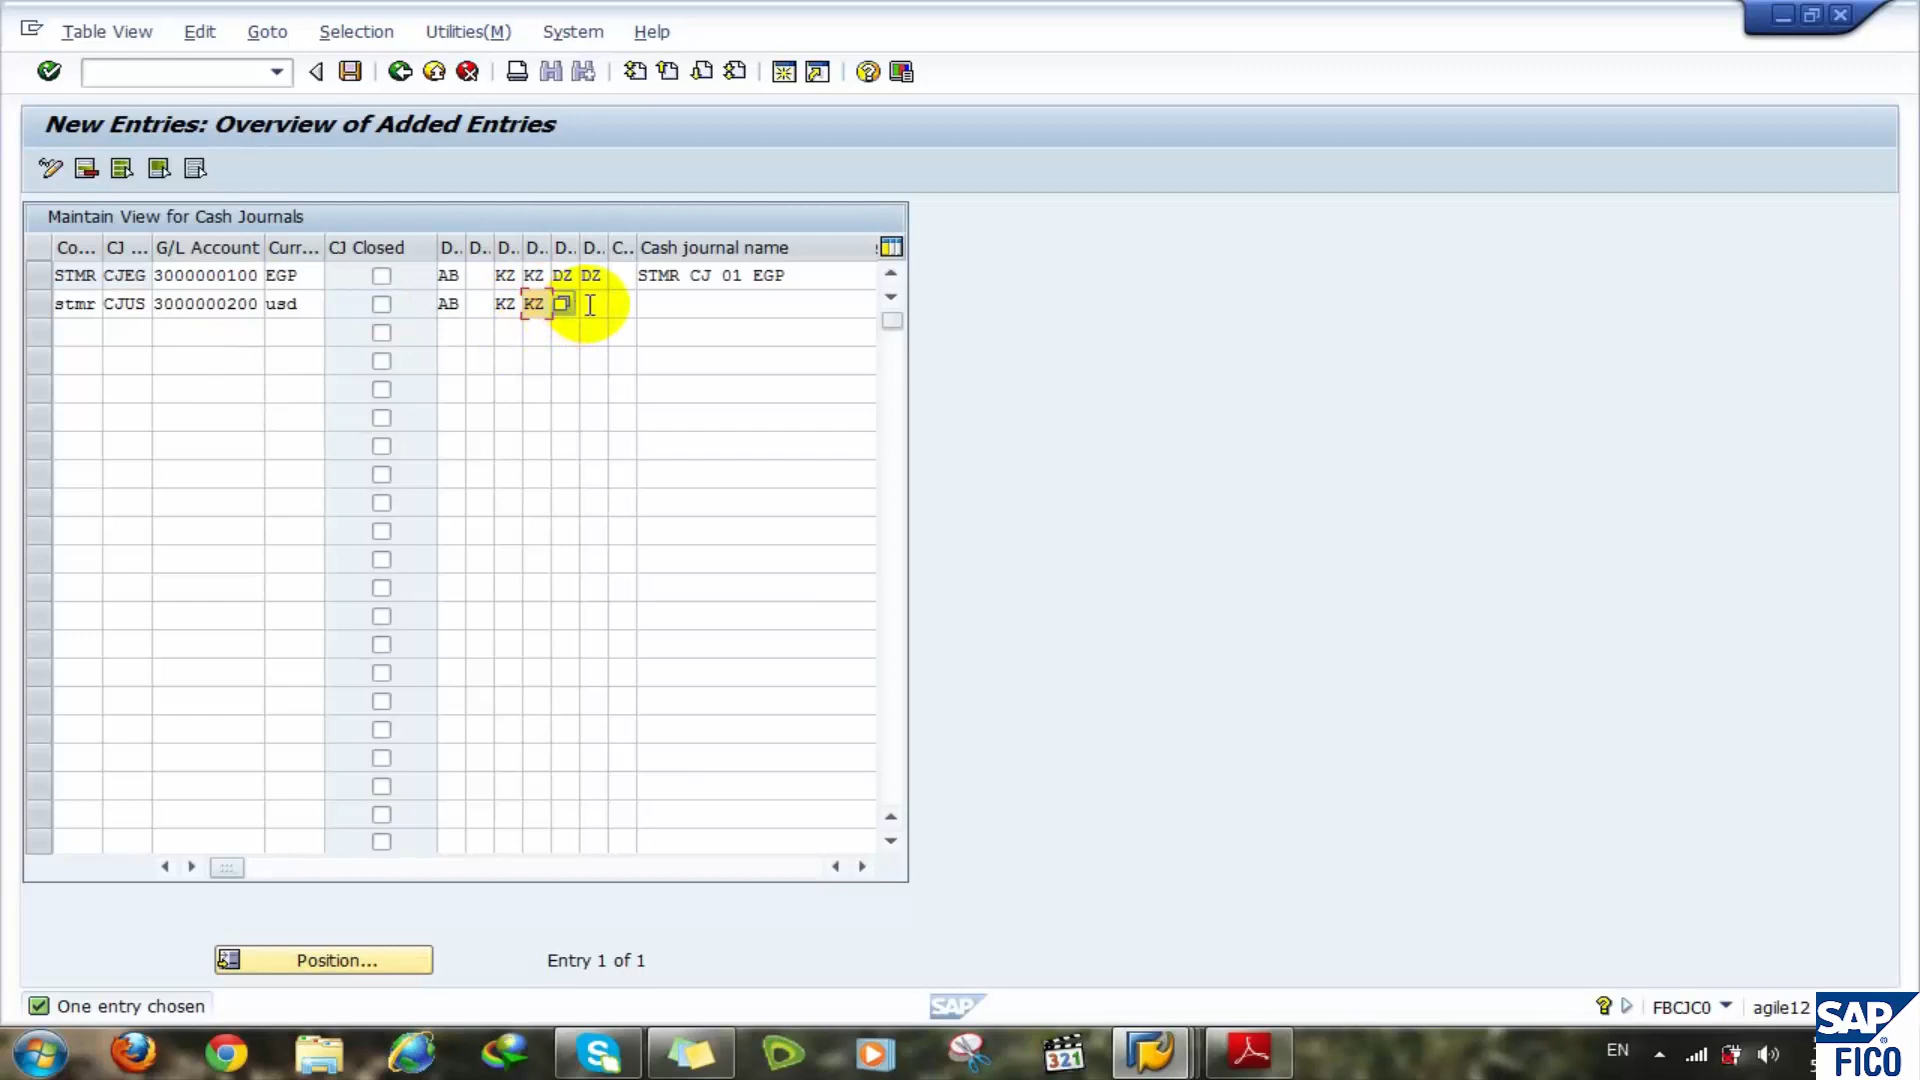 Table View Edit Goto Selection Utilities(M) System Help
New Entries: Overview of Added Entries
Maintain View for Cash Journals
Co... CJ ... G/L Account Curr... CJ Closed D.. D.. D.. D.. D.. D.. C.. Cash journal name
STMR CJEG 3000000100 EGP AB KZ KZ DZ DZ STMR CJ 01 EGP
stmr CJUS 3000000200 usd AB KZ KZ
Position... Entry 1 of 1
One entry chosen SAP FBCJC0 agile12
SAP
FICO
321 EN